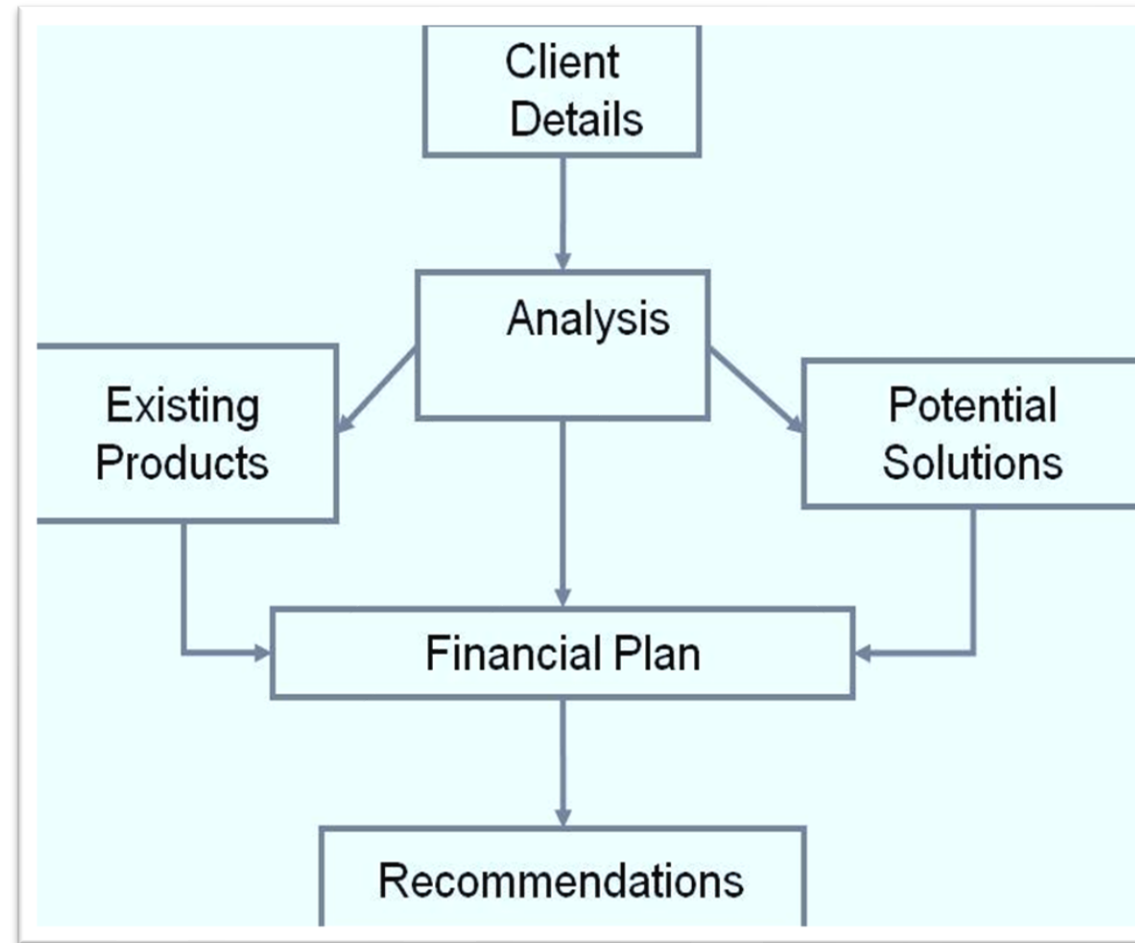 Client
Details
Analysis
Existing
Products
Potential
Solutions
Financial Plan
Recommendations